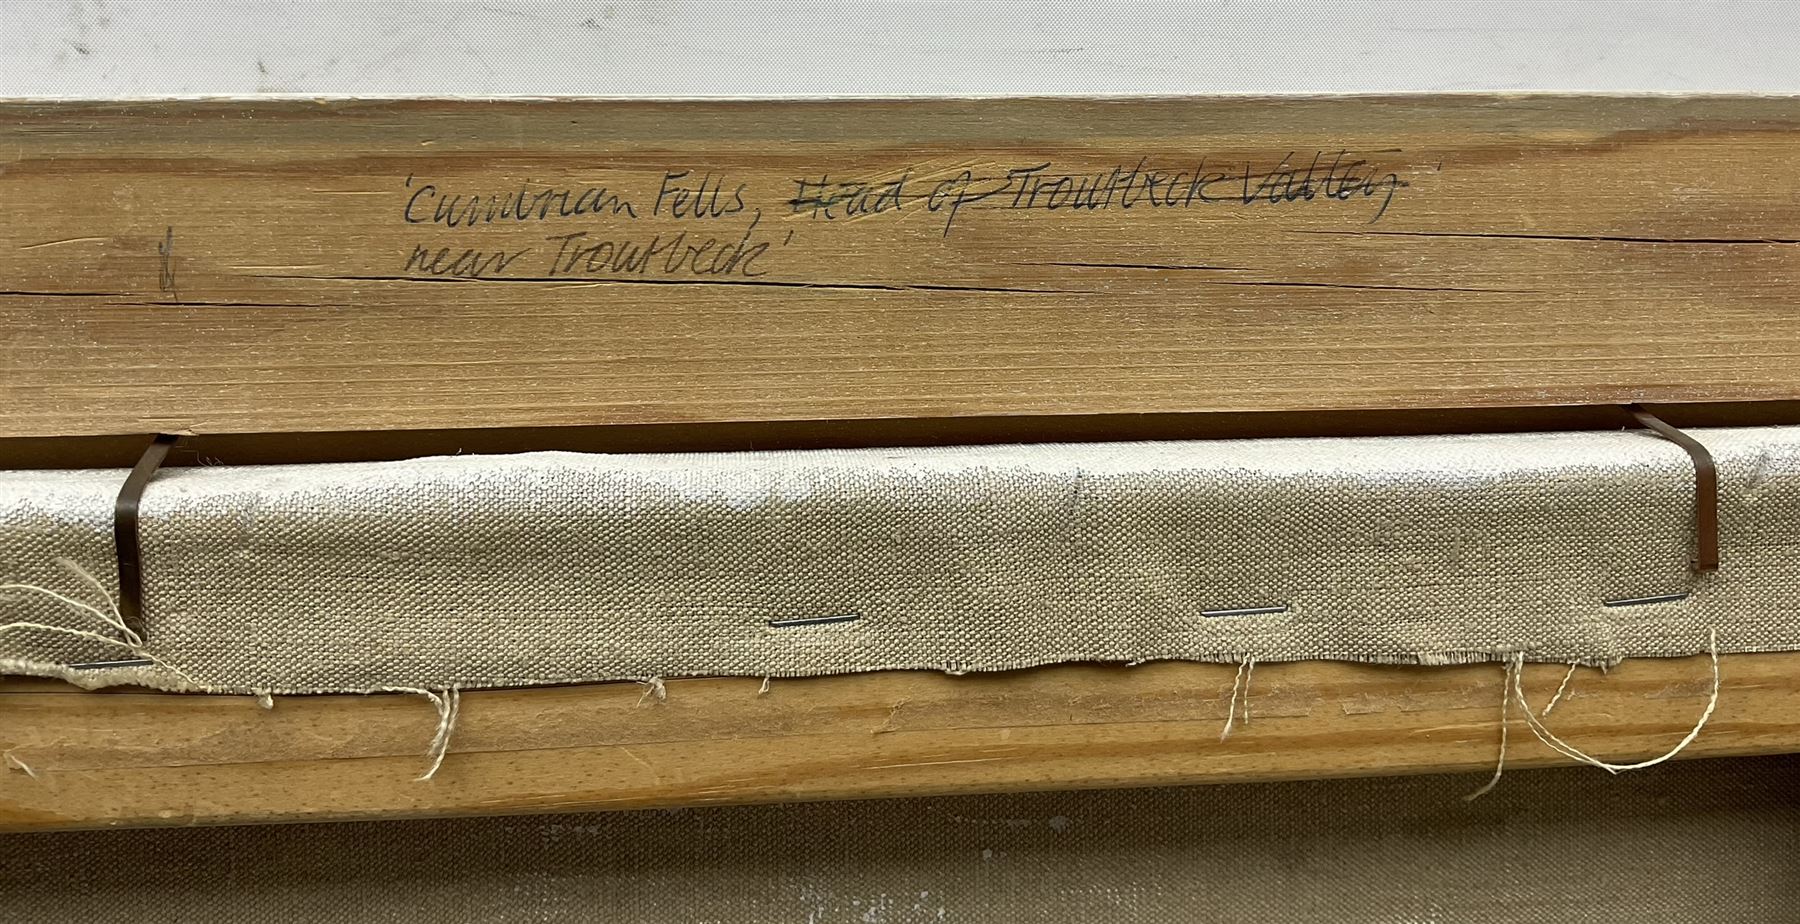 'Cumbrian Fells, Head of Troutbeck Valley'
near Troutbeck'